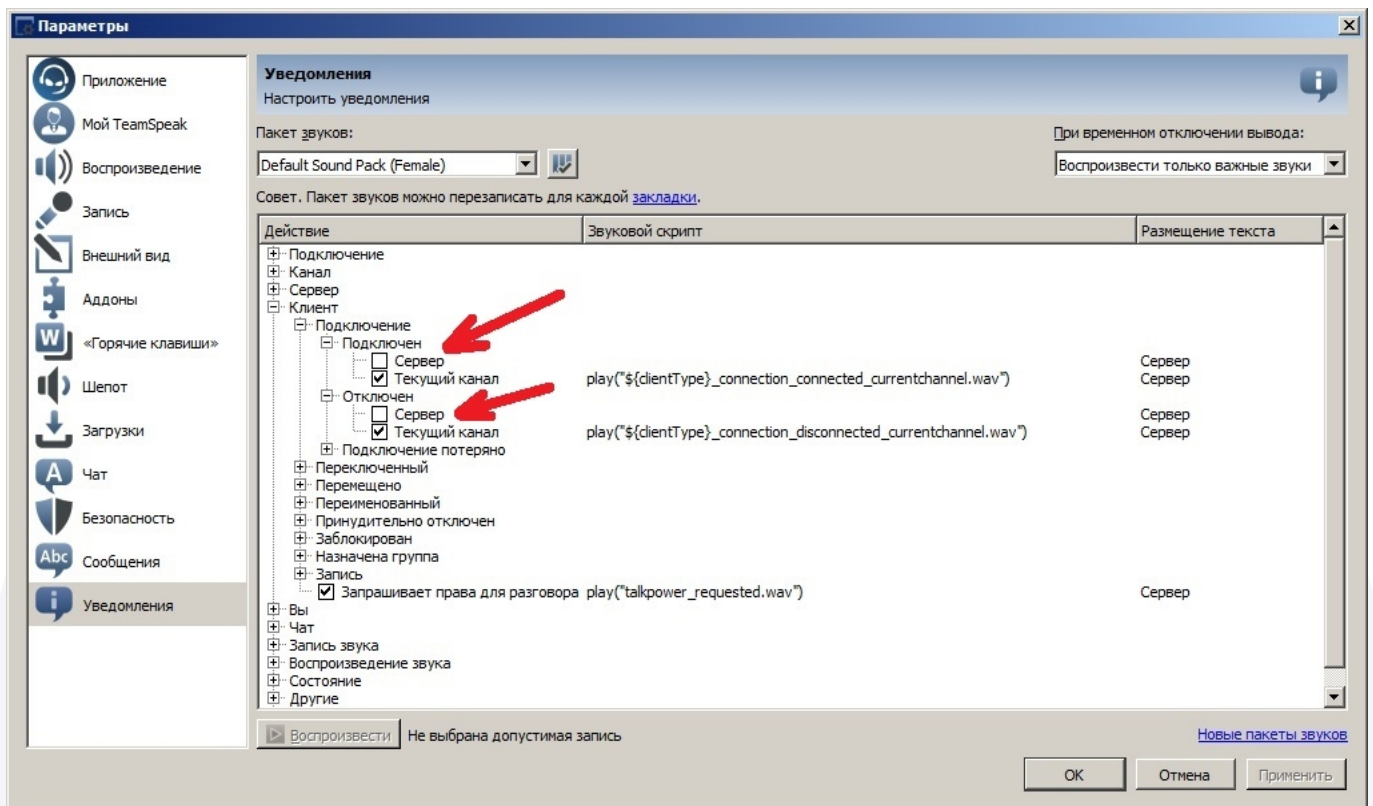 Параметры
Приложение
Мой TeamSpeak
Воспроизведение
Запись
Внешний вид
Аддоны
W
«Горячие клавиши»
Шепот
Загрузки
A
Чат
Безопасность
Abc
Сообщения
Уведомления
Уведомления
Настроить уведомления
Пакет звуков:
При временном отключении вывода:
Default Sound Pack (Female)
Воспроизвести только важные звуки
Совет. Пакет звуков можно перезаписать для каждой закладки.
Действие Звуковой скрипт Размещение текста
Подключение
Канал
Сервер
Клиент
Подключение
Подключен
Сервер Сервер
Текущий канал play("${clientType}_connection_connected_currentchannel.wav") Сервер
Отключен
Сервер Сервер
Текущий канал play("${clientType}_connection_disconnected_currentchannel.wav") Сервер
Подключение потеряно
Переключенный
Перемещено
Переименованный
Принудительно отключен
Заблокирован
Назначена группа
Запись
Запрашивает права для разговора play("talkpower_requested.wav") Сервер
Вы
Чат
Запись звука
Воспроизведение звука
Состояние
Другие
Воспроизвести Не выбрана допустимая запись
Новые пакеты звуков
OK Отмена Применить